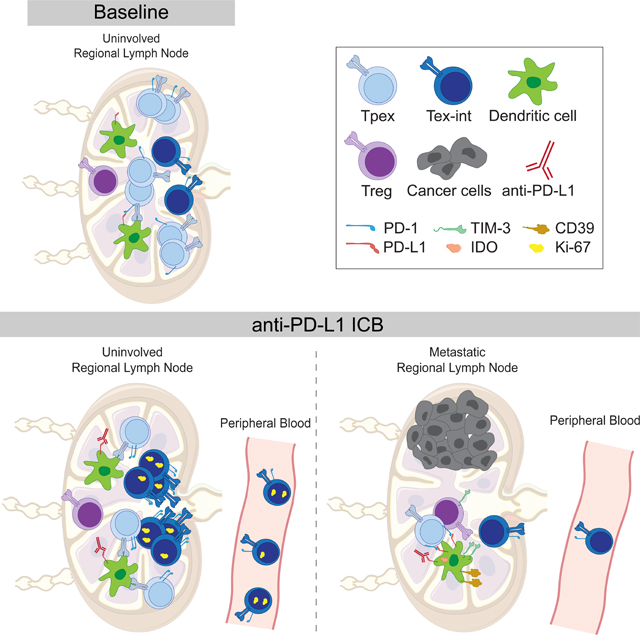 Baseline
Uninvolved
Regional Lymph Node
Tpex
Tex-int
Dendritic cell
Treg
Cancer cells
anti-PD-L1
PD-1
TIM-3
CD39
PD-L1
IDO
Ki-67
anti-PD-L1 ICB
Uninvolved
Regional Lymph Node
Peripheral Blood
Metastatic
Regional Lymph Node
Peripheral Blood